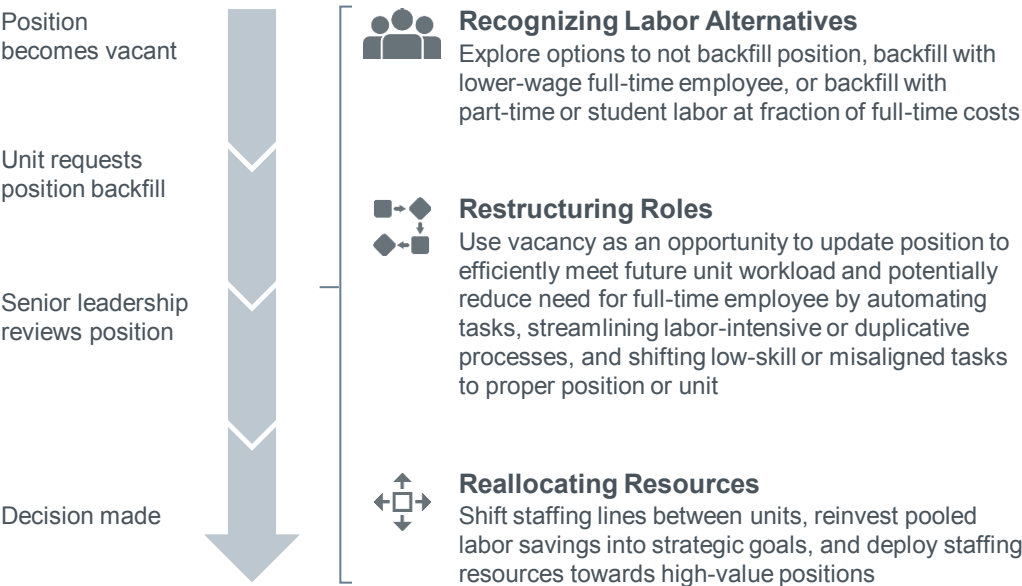 Position
becomes vacant
Unit requests
position backfill
Senior leadership
reviews position
Decision made
Recognizing Labor Alternatives
Explore options to not backfill position, backfill with
lower-wage full-time employee, or backfill with
part-time or student labor at fraction of full-time costs
Restructuring Roles
Use vacancy as an opportunity to update position to
efficiently meet future unit workload and potentially
reduce need for full-time employee by automating
tasks, streamlining labor-intensive or duplicative
processes, and shifting low-skill or misaligned tasks
to proper position or unit
Reallocating Resources
Shift staffing lines between units, reinvest pooled
labor savings into strategic goals, and deploy staffing
resources towards high-value positions